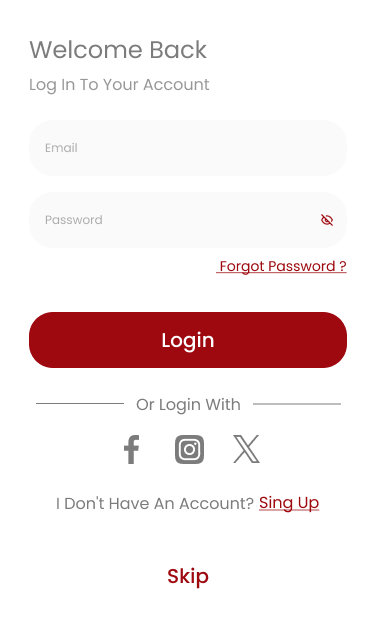 Welcome Back
Log In To Your Account
Email
Password
Forgot Password ?
Login
Or Login With
I Don't Have An Account? Sing Up
Skip